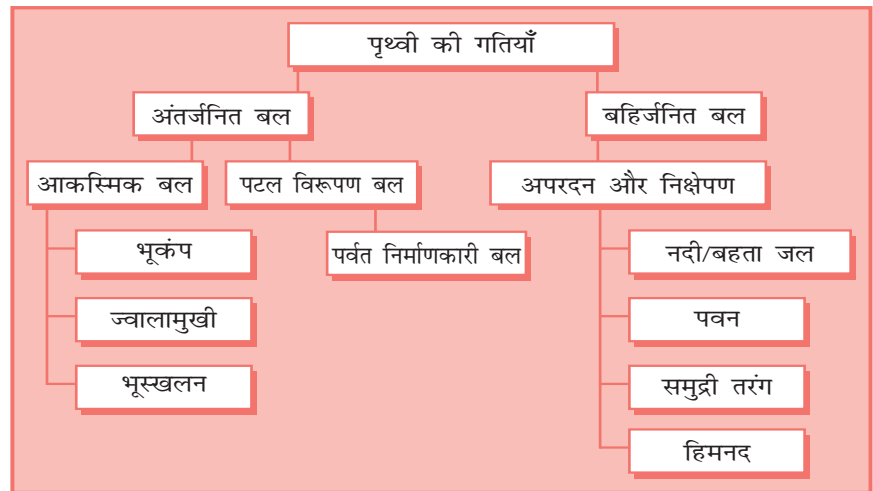 पृथ्वी की गतियाँ
अंतर्जनित बल
बहिर्जनित बल
आकस्मिक बल
पटल विरूपण बल
अपरदन और निक्षेपण
भूकंप
पर्वत निर्माणकारी बल
नदी/बहता जल
ज्वालामुखी
पवन
भूस्खलन
समुद्री तरंग
हिमनद